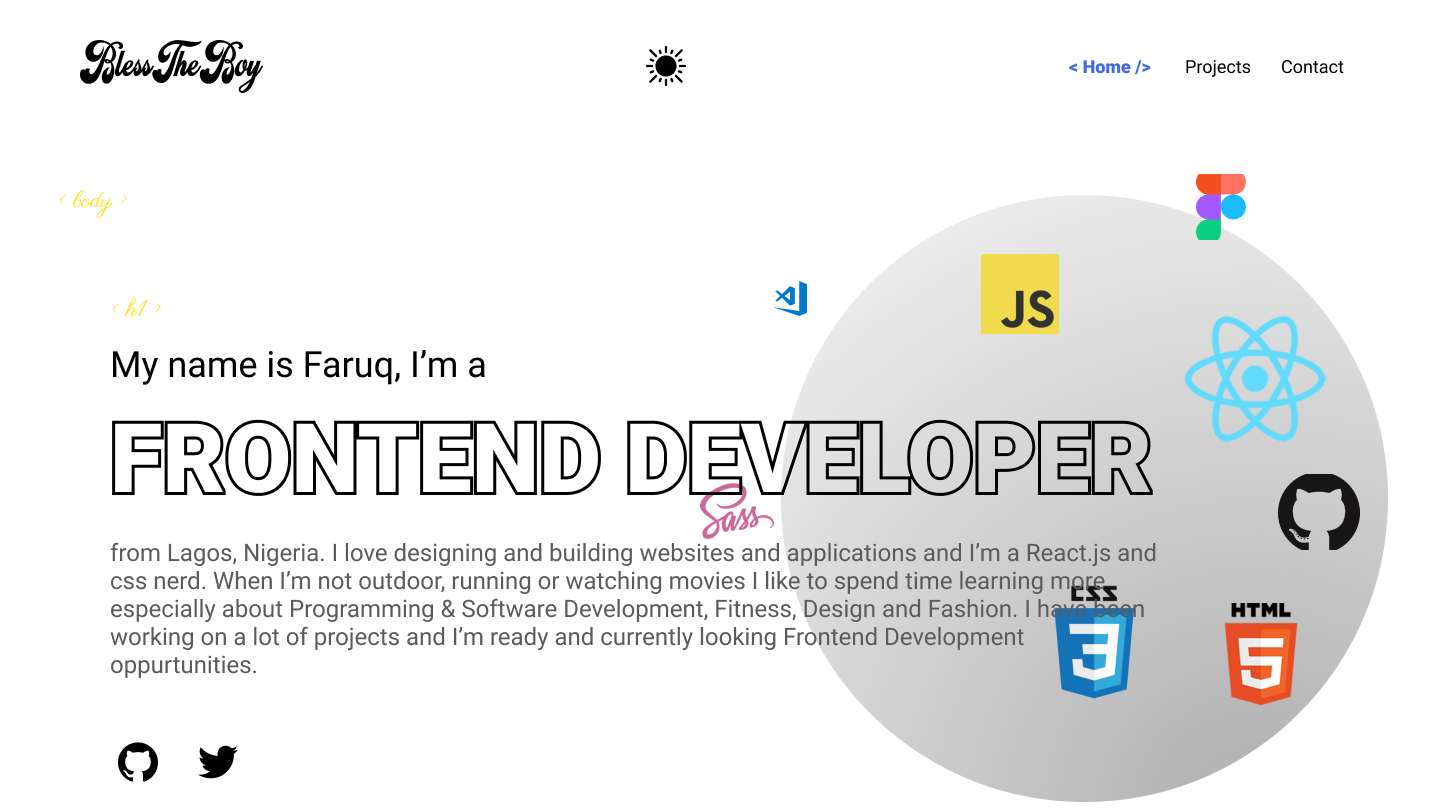 Bless The Boy
< Home />
Projects
Contact
< body >
< h1 >
JS
My name is Faruq, I’m a
FRONTEND DEVELOPER
Sass
from Lagos, Nigeria. I love designing and building websites and applications and I’m a React.js and
css nerd. When I’m not outdoor, running or watching movies I like to spend time learning more
especially about Programming & Software Development, Fitness, Design and Fashion. I have been
working on a lot of projects and I’m ready and currently looking Frontend Development
oppurtunities.
CSS
3
HTML
5